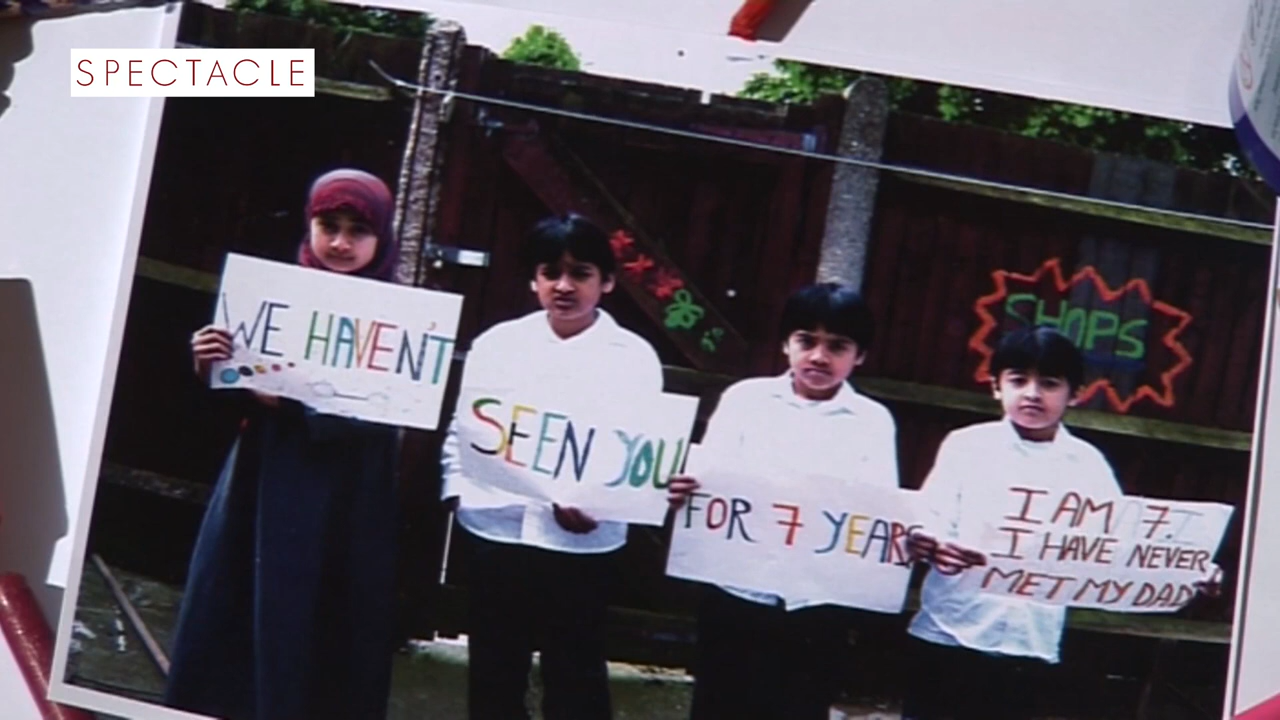 SPECTACLE
WE HAVEN'T
SEEN YOU
FOR 7 YEARS
SHOPS
I AM 7.
I HAVE NEVER
MET MY DAD